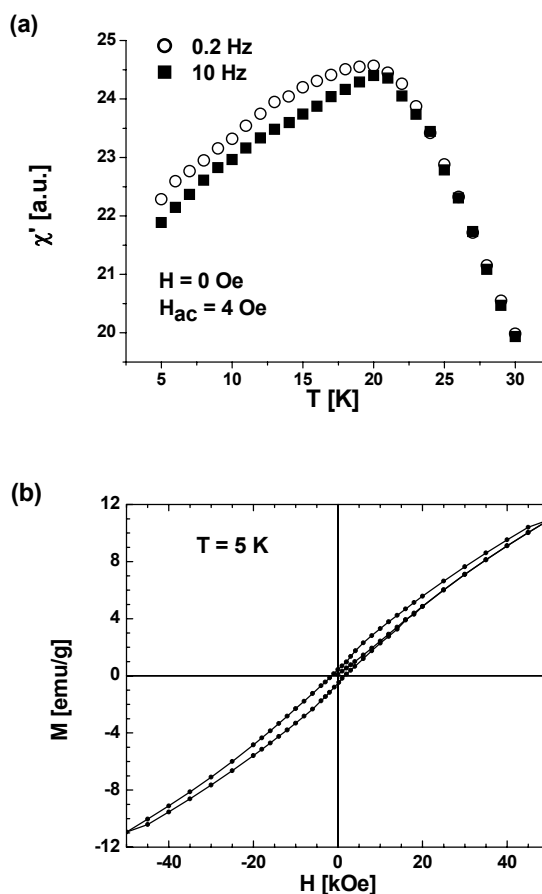 (a)
0.2 Hz
10 Hz
25
24
23
22
21
20
χ' [a.u.]
H = 0 Oe
H_ac = 4 Oe
5 10 15 20 25 30
T [K]
(b)
12
8
4
0
-4
-8
-12
M [emu/g]
T = 5 K
-40 -20 0 20 40
H [kOe]